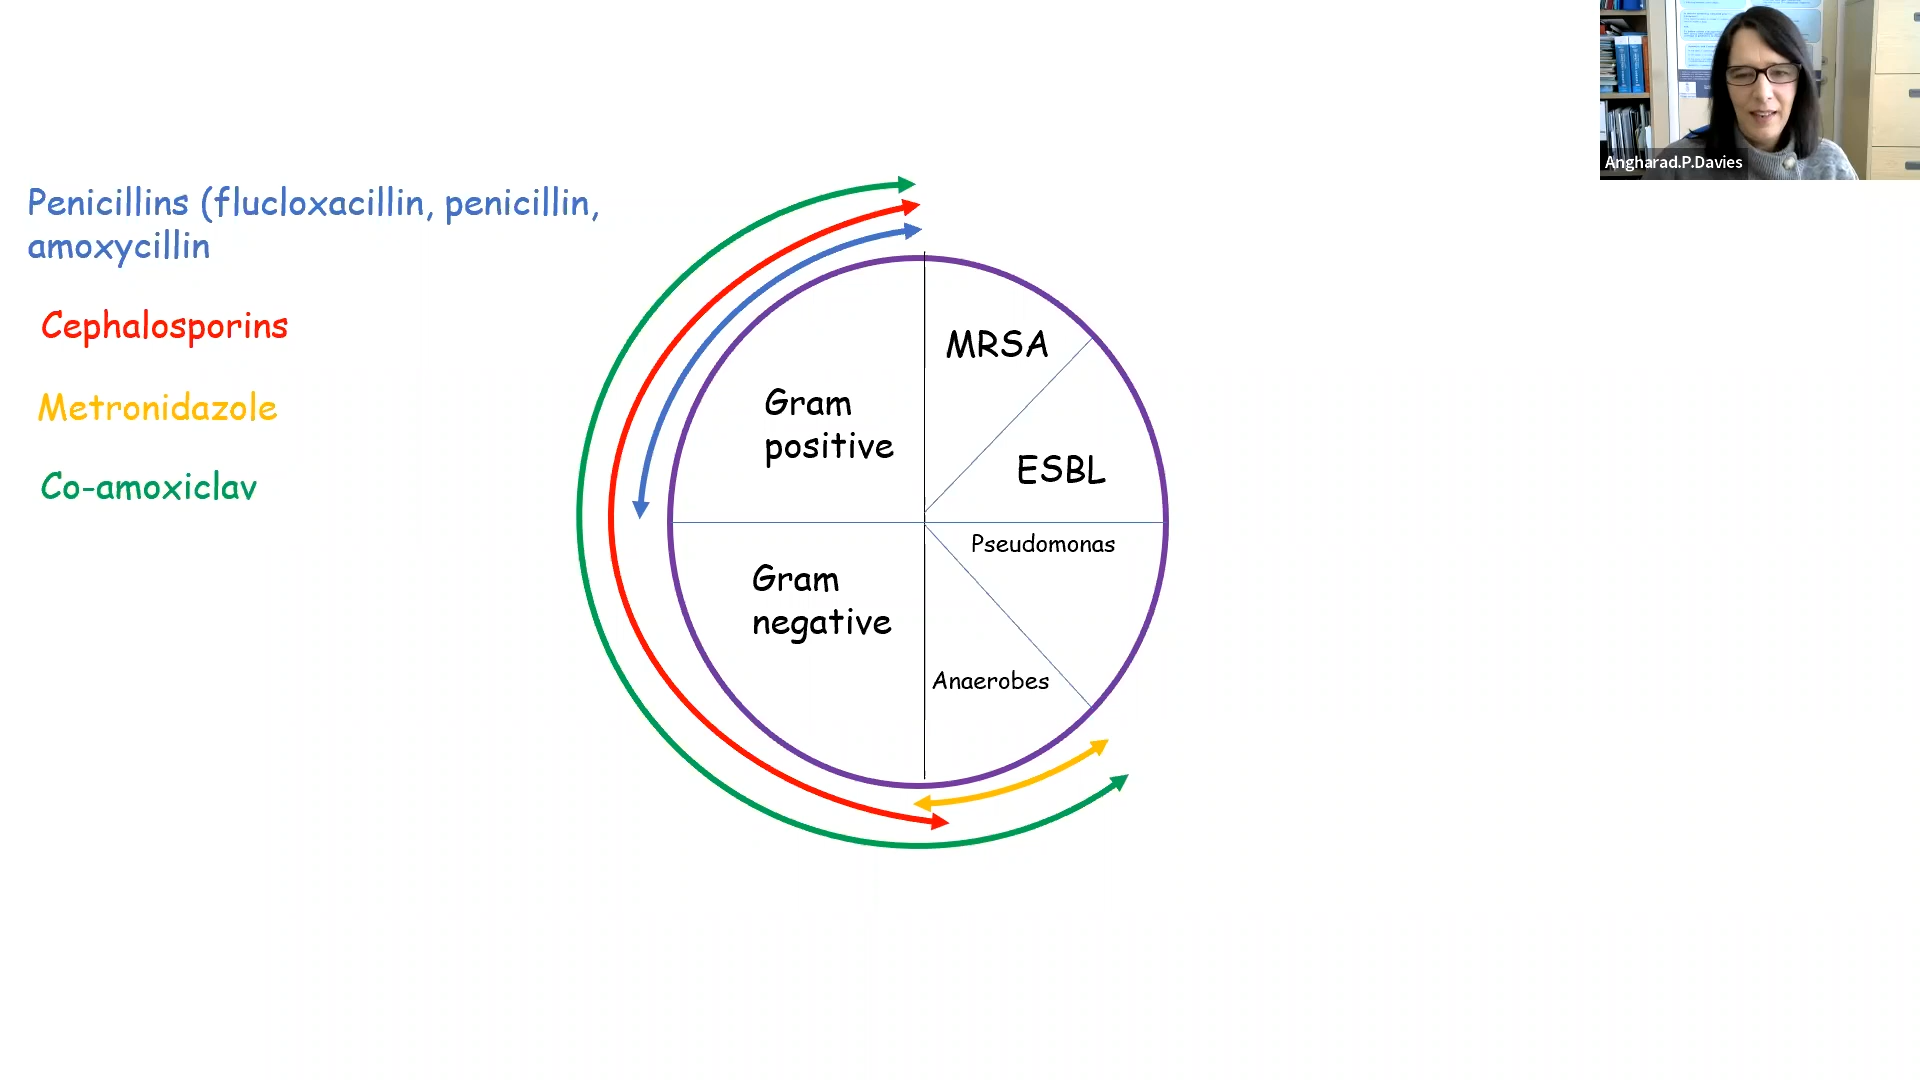 Angharad.P.Davies
Penicillins (flucloxacillin, penicillin,
amoxycillin
Cephalosporins
Metronidazole
Co-amoxiclav
MRSA
Gram
positive
ESBL
Pseudomonas
Gram
negative
Anaerobes